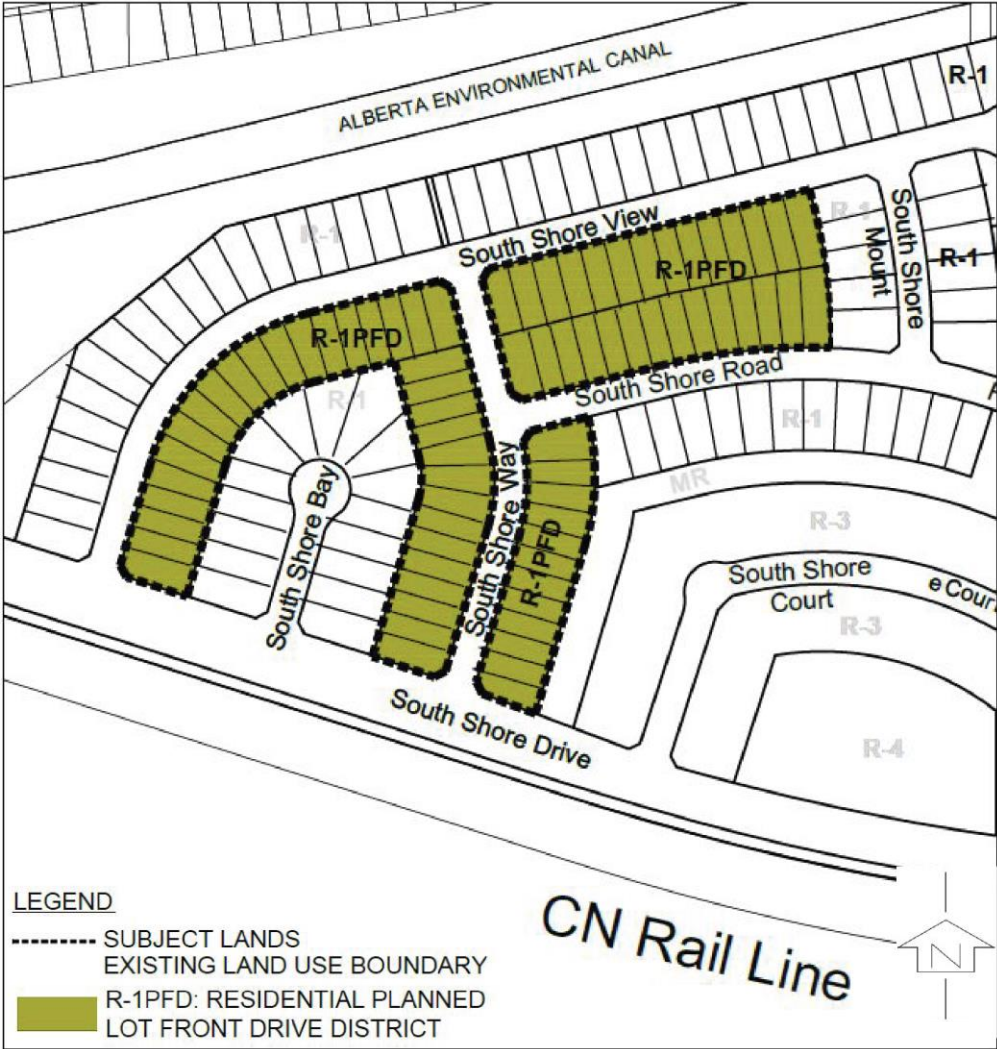 ALBERTA ENVIRONMENTAL CANAL
R-1
R-1
South Shore View
R-1
South Shore
Mount
R-1PFD
R-1
R-1PFD
South Shore Road
R-1
R-1
South Shore Way
MR
South Shore Bay
R-3
R-1PFD
South Shore
Court
e Cour
R-3
South Shore Drive
R-4
CN Rail Line
LEGEND
SUBJECT LANDS
EXISTING LAND USE BOUNDARY
R-1PFD: RESIDENTIAL PLANNED
LOT FRONT DRIVE DISTRICT
N